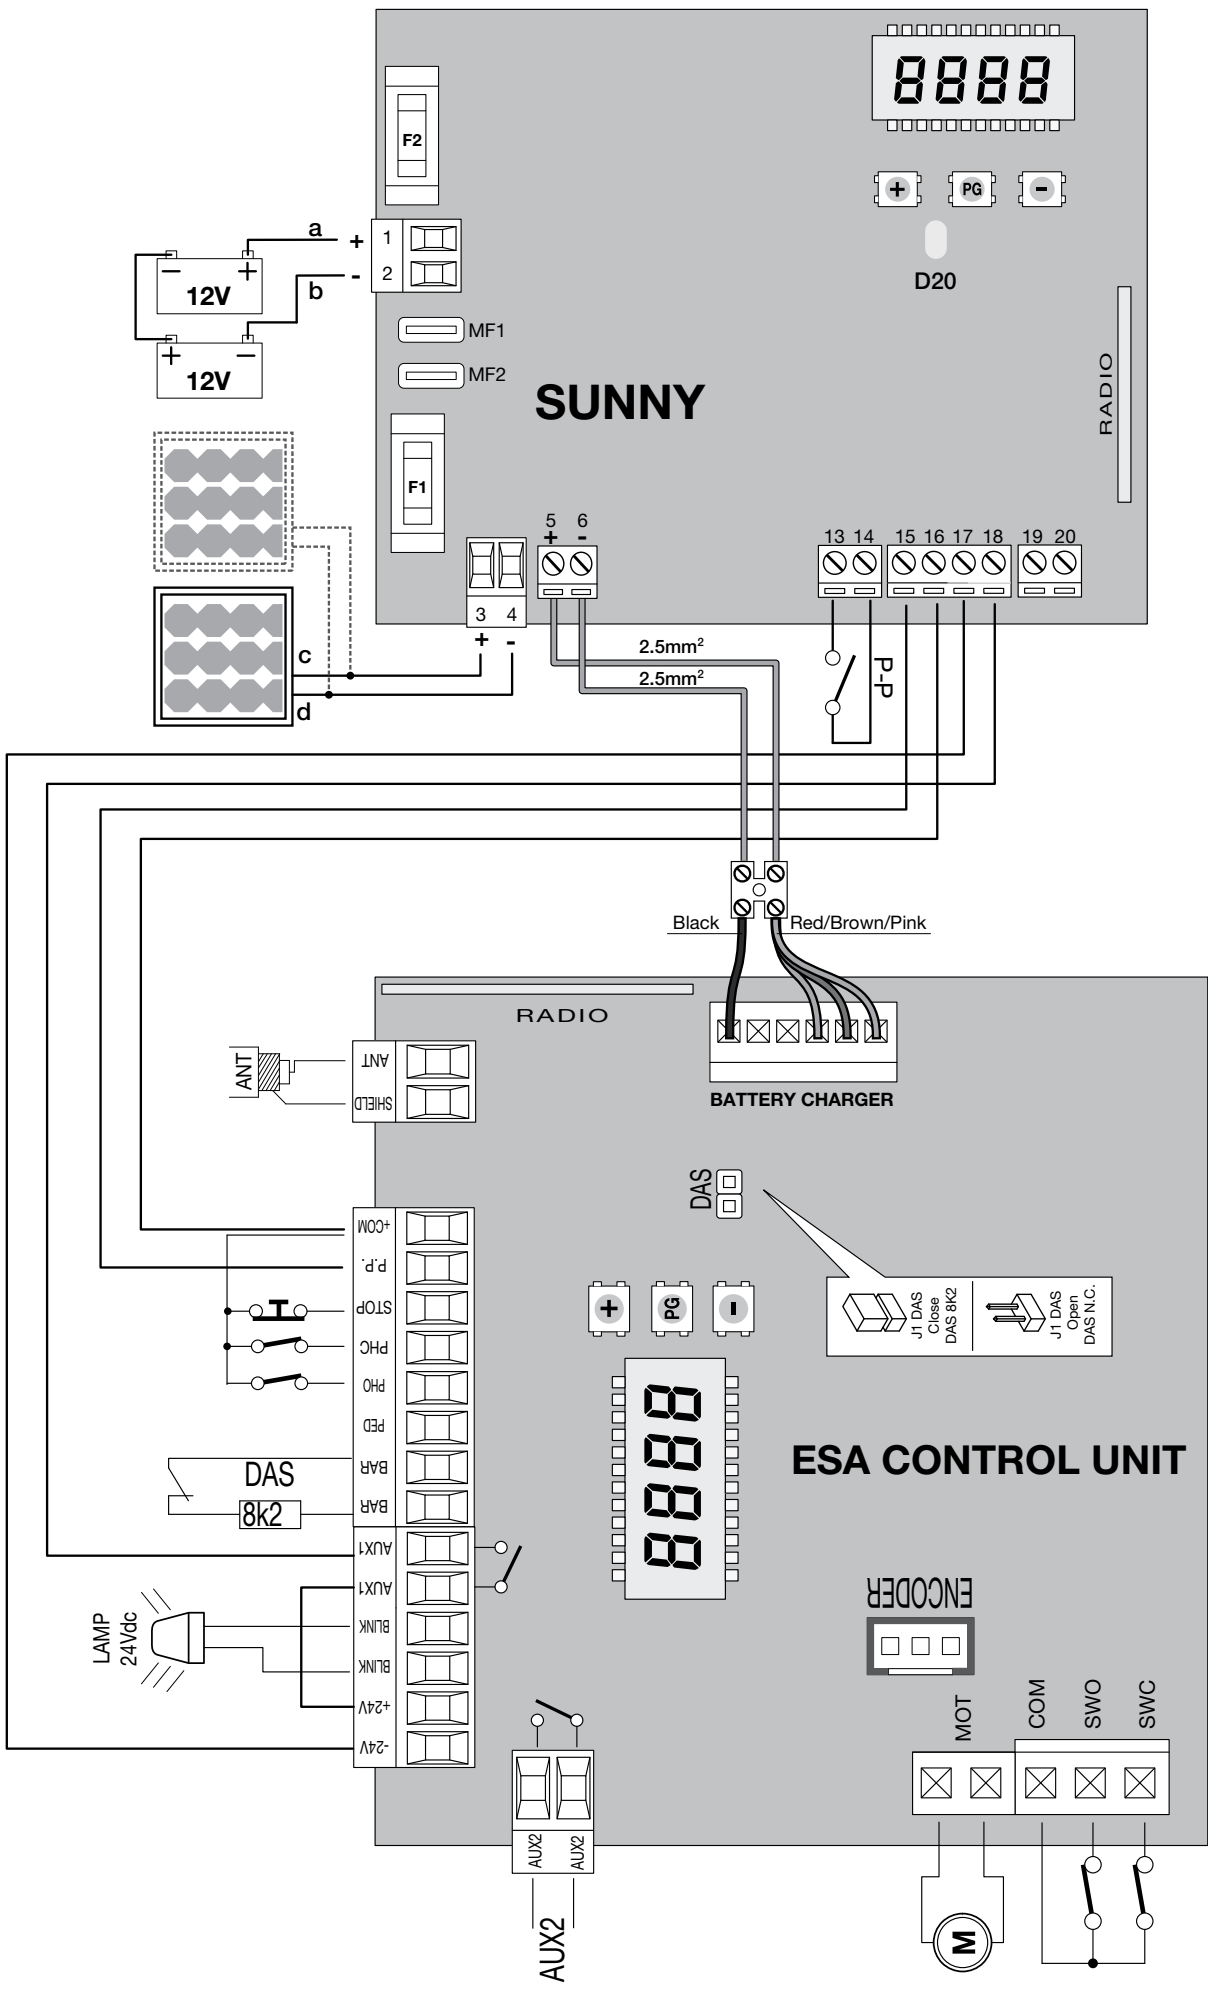 8888
F2
+ PG -
D20
a
+ 1
- 2
b
- +
12V
+ -
12V
MF1
MF2
SUNNY
RADIO
F1
5 6
+ -
13 14 15 16 17 18 19 20
3 4
+ -
c
d
2.5mm²
2.5mm²
P-P
Black
Red/Brown/Pink
RADIO
BATTERY CHARGER
ANT
ANT
SHIELD
DAS
+COM
P.P.
STOP
PHC
PHO
PED
BAR
BAR
AUX1
AUX1
BLINK
BLINK
+24V
-24V
DAS
8k2
LAMP
24Vdc
+ PG -
8888
J1 DAS
Close
DAS 8K2
J1 DAS
Open
DAS N.C.
ESA CONTROL UNIT
ENCODER
MOT
COM
SWO
SWC
AUX2
AUX2
AUX2
M